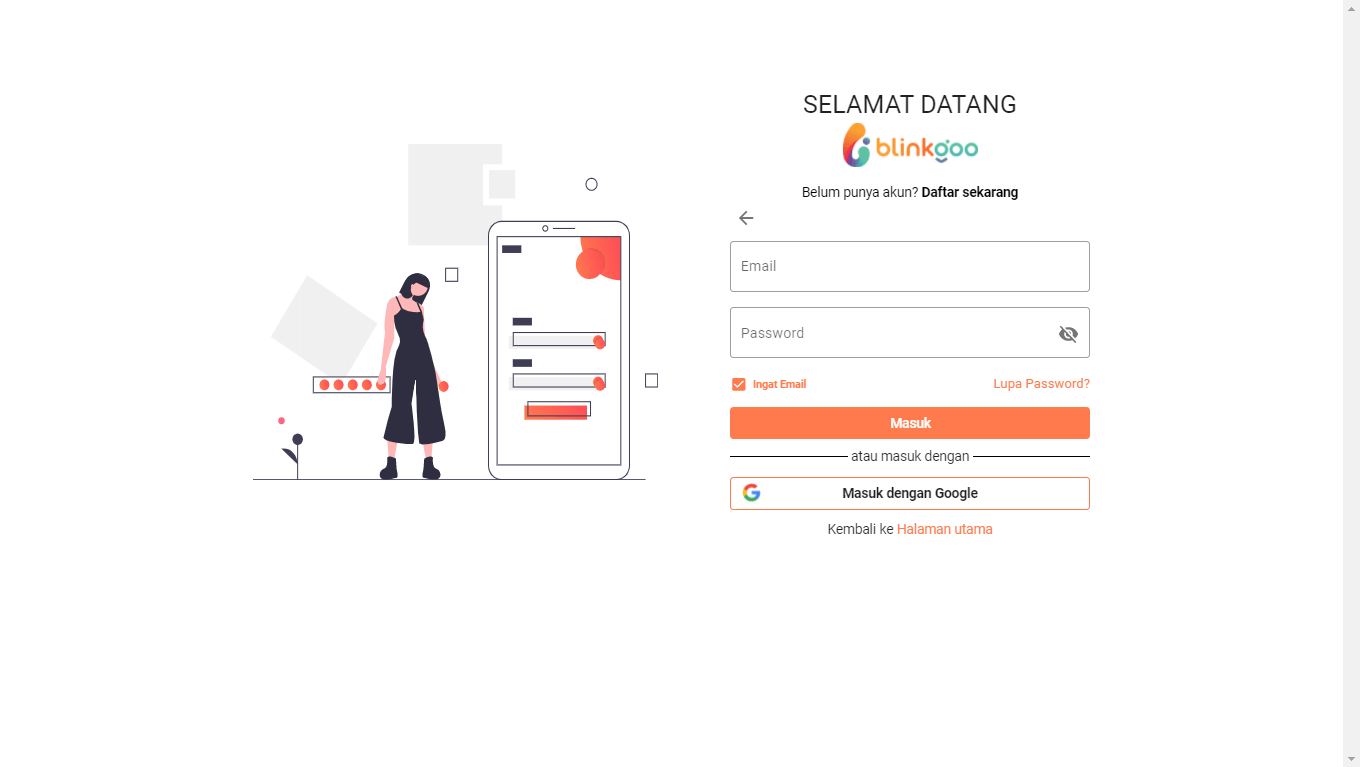 SELAMAT DATANG
blinkgoo
Belum punya akun? Daftar sekarang
Email
Password
Ingat Email
Lupa Password?
Masuk
atau masuk dengan
Masuk dengan Google
Kembali ke Halaman utama